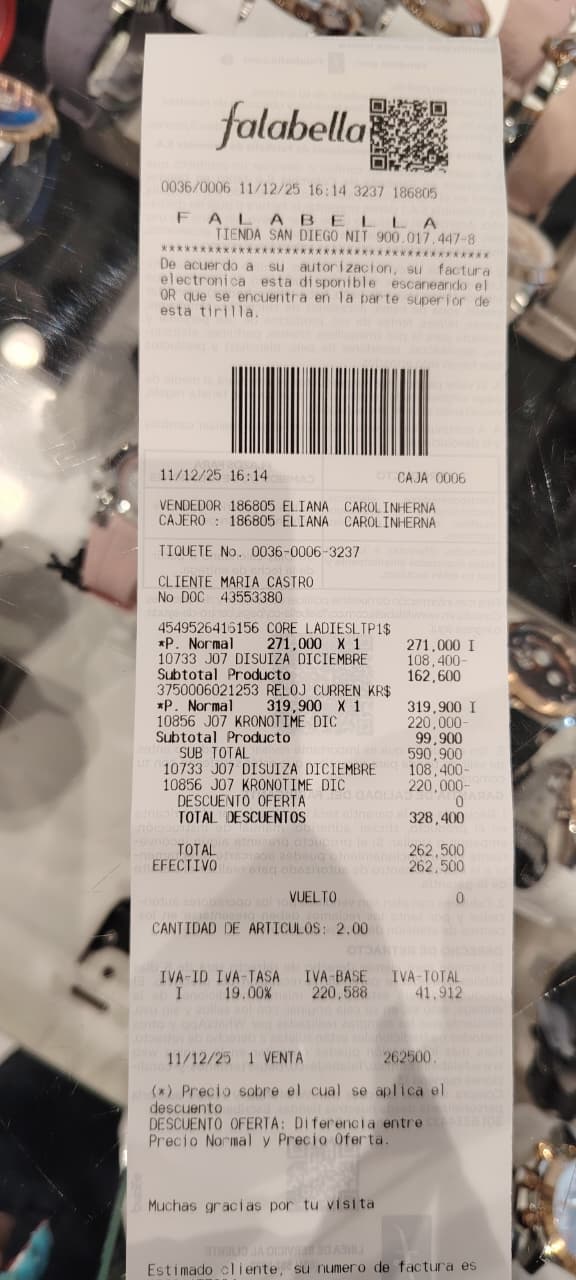 falabella
0036/0006 11/12/25 16:14 3237 186805
F A L A B E L L A
TIENDA SAN DIEGO NIT 900.017.447-8
*************************************************
De acuerdo a su autorizacion, su factura
electronica esta disponible escaneando el
QR que se encuentra en la parte superior de
esta tirilla.
11/12/25 16:14 CAJA 0006
VENDEDOR 186805 ELIANA CAROLINHERNA
CAJERO : 186805 ELIANA CAROLINHERNA
TIQUETE No. 0036-0006-3237
CLIENTE MARIA CASTRO
No DOC 43553380
4549526416156 CORE LADIESLTP1$
*P. Normal 271,000 X 1 271,000 I
10733 J07 DISUIZA DICIEMBRE 108,400-
Subtotal Producto 162,600
3750006021253 RELOJ CURREN KR$
*P. Normal 319,900 X 1 319,900 I
10856 J07 KRONOTIME DIC 220,000-
Subtotal Producto 99,900
SUB TOTAL 590,900
10733 J07 DISUIZA DICIEMBRE 108,400-
10856 J07 KRONOTIME DIC 220,000-
DESCUENTO OFERTA 0
TOTAL DESCUENTOS 328,400
TOTAL 262,500
EFECTIVO 262,500
VUELTO 0
CANTIDAD DE ARTICULOS: 2.00
IVA-ID IVA-TASA IVA-BASE IVA-TOTAL
I 19.00% 220,588 41,912
11/12/25 1 VENTA 262500.
(*) Precio sobre el cual se aplica el
descuento
DESCUENTO OFERTA: Diferencia entre
Precio Normal y Precio Oferta.
Muchas gracias por tu visita
Estimado cliente, su numero de factura es